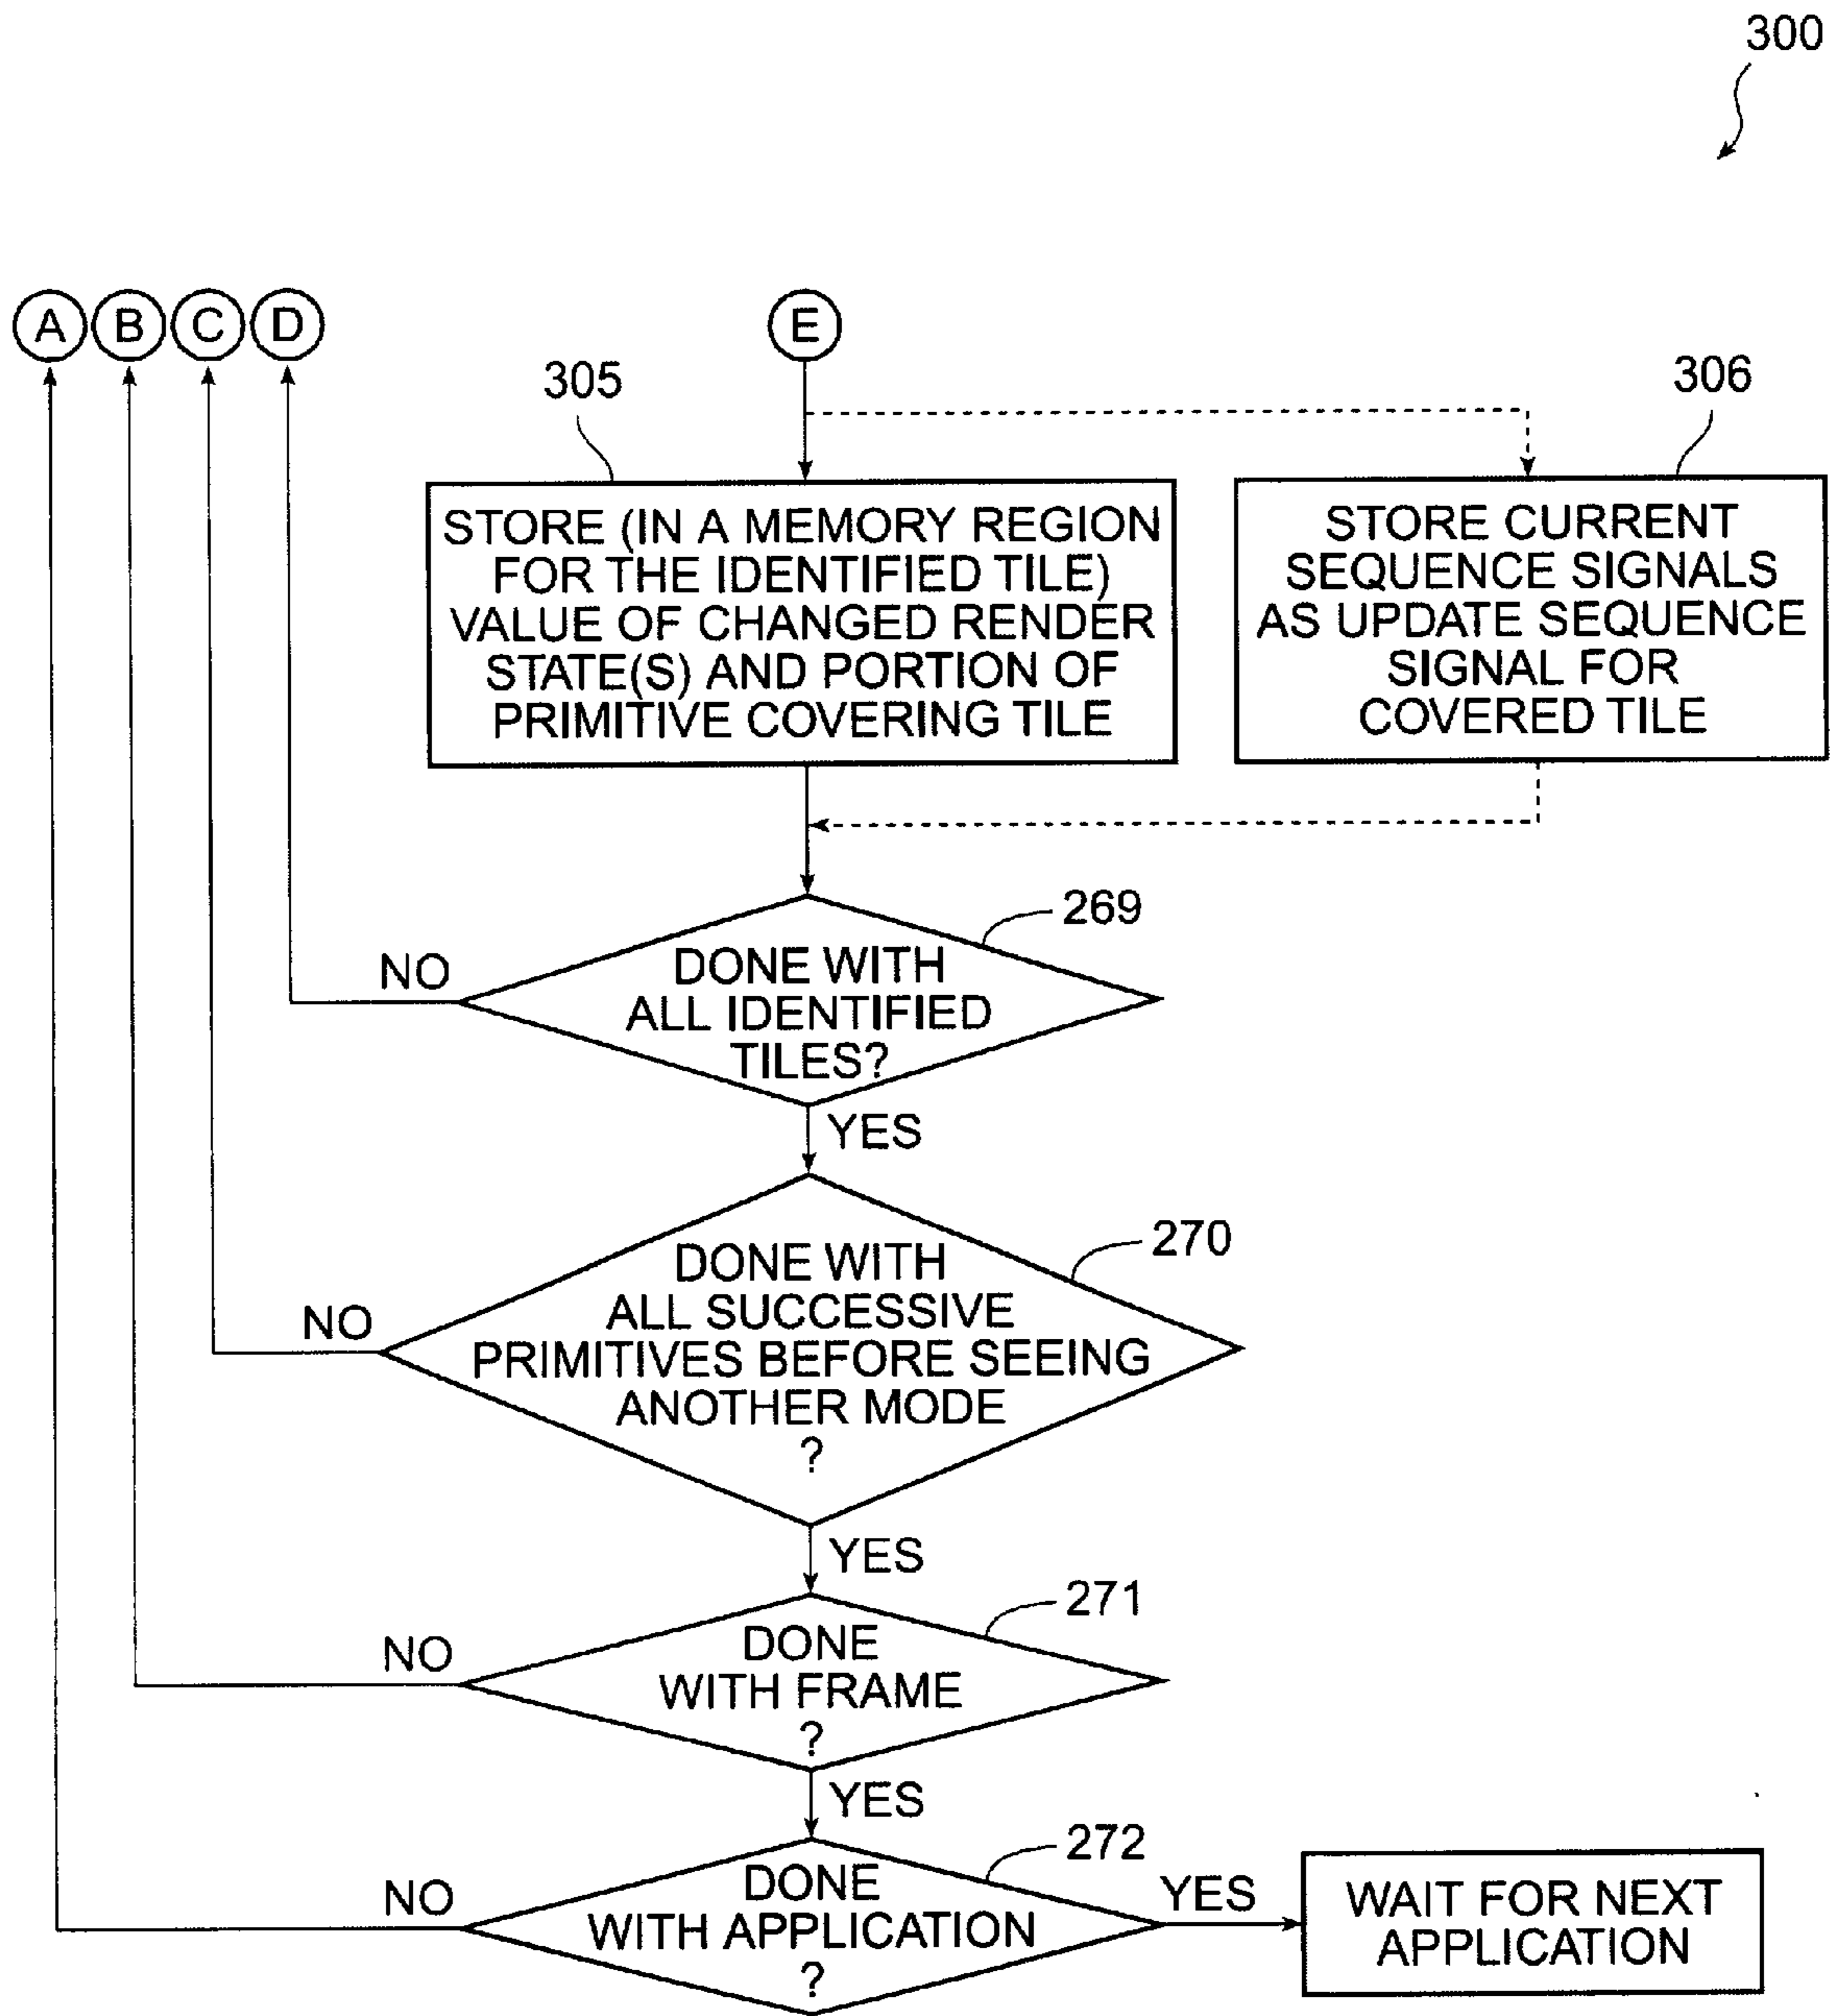 300
A B C D E
305
306
STORE (IN A MEMORY REGION
FOR THE IDENTIFIED TILE)
VALUE OF CHANGED RENDER
STATE(S) AND PORTION OF
PRIMITIVE COVERING TILE
STORE CURRENT
SEQUENCE SIGNALS
AS UPDATE SEQUENCE
SIGNAL FOR
COVERED TILE
269
NO
DONE WITH
ALL IDENTIFIED
TILES?
YES
270
NO
DONE WITH
ALL SUCCESSIVE
PRIMITIVES BEFORE SEEING
ANOTHER MODE
?
YES
271
NO
DONE
WITH FRAME
?
YES
272
NO
DONE
WITH APPLICATION
?
YES
WAIT FOR NEXT
APPLICATION